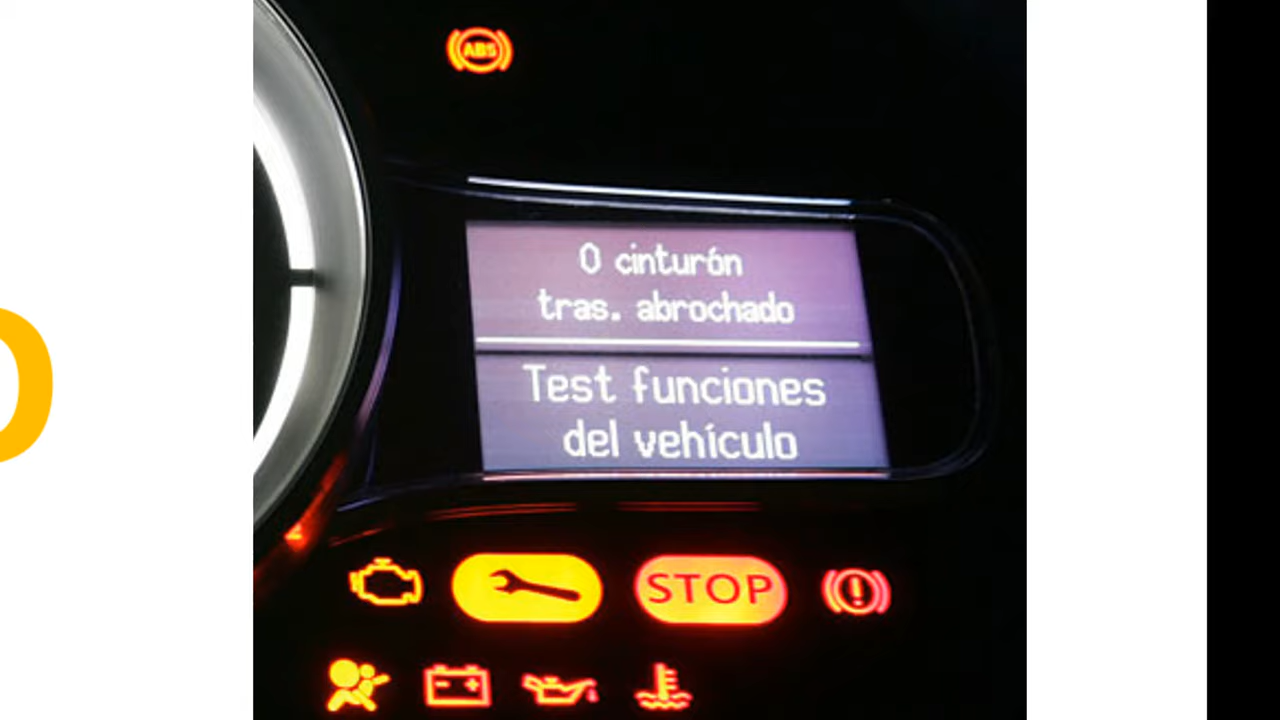 ABS
0 cinturón
tras. abrochado
Test funciones
del vehículo
STOP